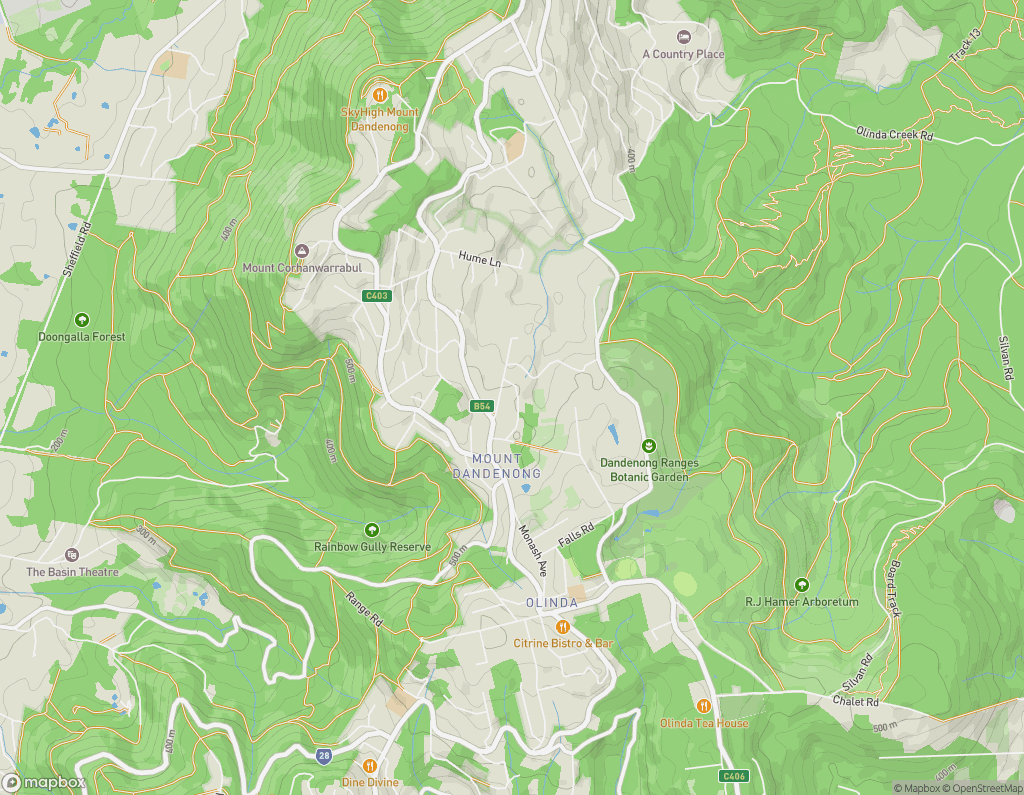 A Country Place
Track 13
SkyHigh Mount
Dandenong
Olinda Creek Rd
400 m
400 m
Sheffield Rd
Hume Ln
Mount Corhanwarrabul
C403
Doongalla Forest
Silvan Rd
500 m
B54
200 m
400 m
MOUNT
DANDENONG
Dandenong Ranges
Botanic Garden
300 m
Rainbow Gully Reserve
Monash Ave
Falls Rd
500 m
The Basin Theatre
Board Track
R.J Hamer Arboretum
Range Rd
OLINDA
Citrine Bistro & Bar
Silvan Rd
Chalet Rd
Olinda Tea House
500 m
400 m
28
Dine Divine
C406
400 m
mapbox
© Mapbox © OpenStreetMap